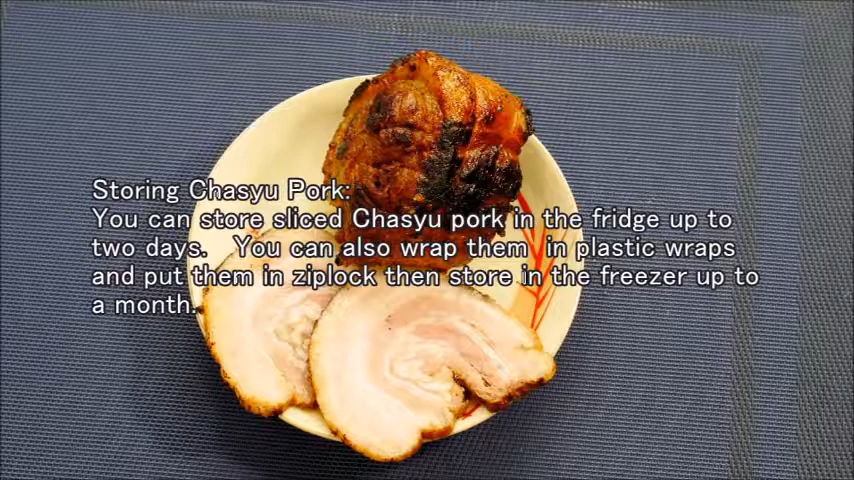 Storing Chasyu Pork:
You can store sliced Chasyu pork in the fridge up to
two days.   You can also wrap them  in plastic wraps
and put them in ziplock then store in the freezer up to
a month.